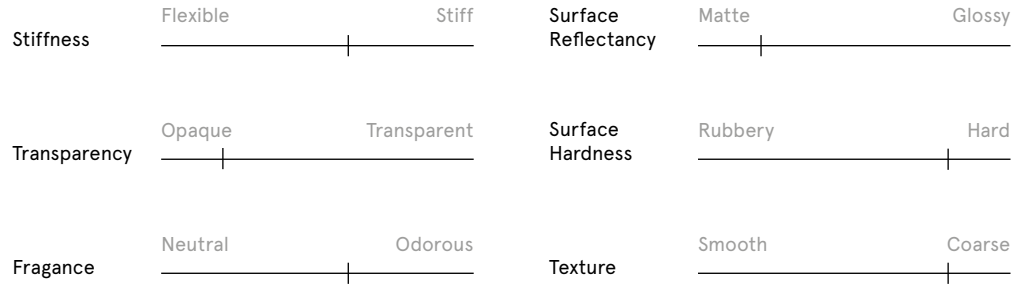 Flexible Stiff
Stiffness
Surface
Reflectancy
Matte Glossy
Opaque Transparent
Transparency
Surface
Hardness
Rubbery Hard
Neutral Odorous
Fragance
Smooth Coarse
Texture